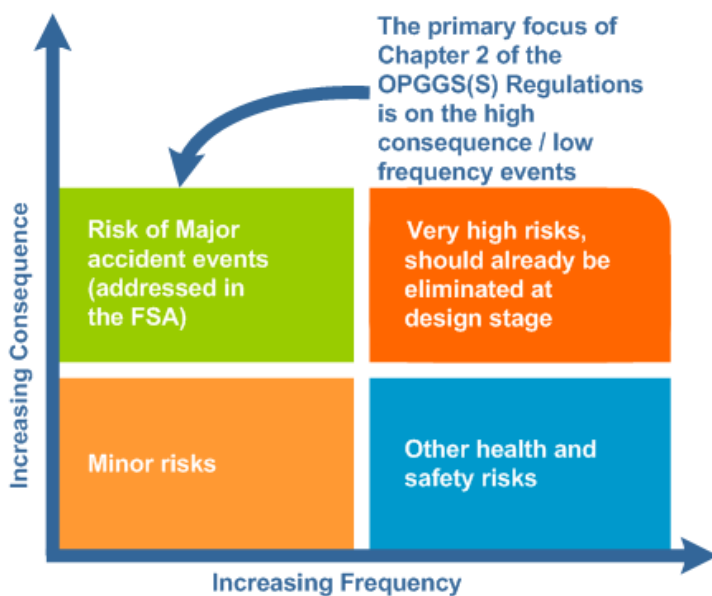 The primary focus of
Chapter 2 of the
OPGGS(S) Regulations
is on the high
consequence / low
frequency events
Increasing Consequence
Risk of Major
accident events
(addressed in
the FSA)
Very high risks,
should already be
eliminated at
design stage
Minor risks
Other health and
safety risks
Increasing Frequency